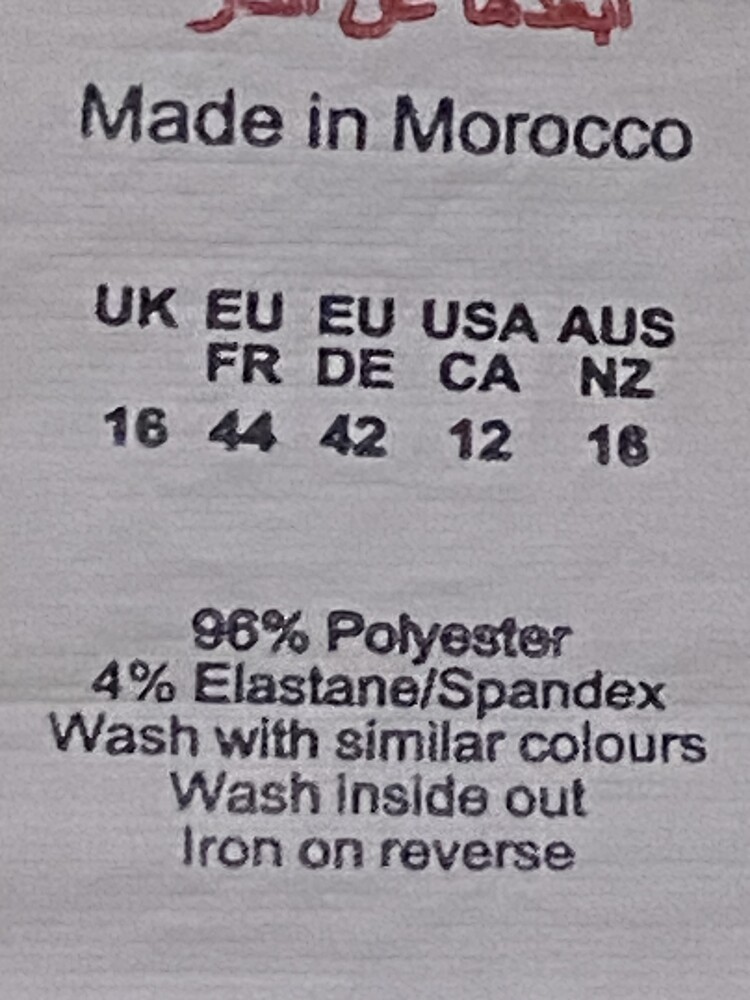 Made in Morocco
UK EU EU USA AUS
FR DE CA NZ
16 44 42 12 16
96% Polyester
4% Elastane/Spandex
Wash with similar colours
Wash inside out
Iron on reverse